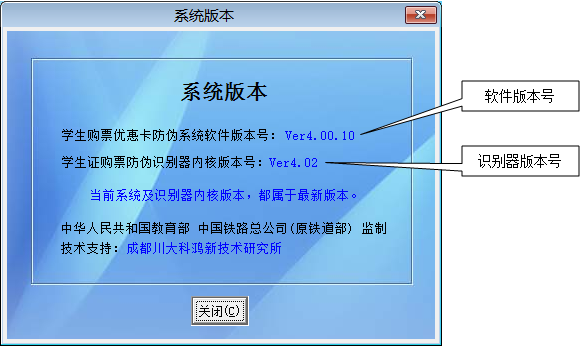 系统版本
系统版本
学生购票优惠卡防伪系统软件版本号：Ver4.00.10
学生证购票防伪识别器内核版本号：Ver4.02
当前系统及识别器内核版本，都属于最新版本。
中华人民共和国教育部 中国铁路总公司(原铁道部) 监制
技术支持：成都川大科鸿新技术研究所
关闭(C)
软件版本号
识别器版本号